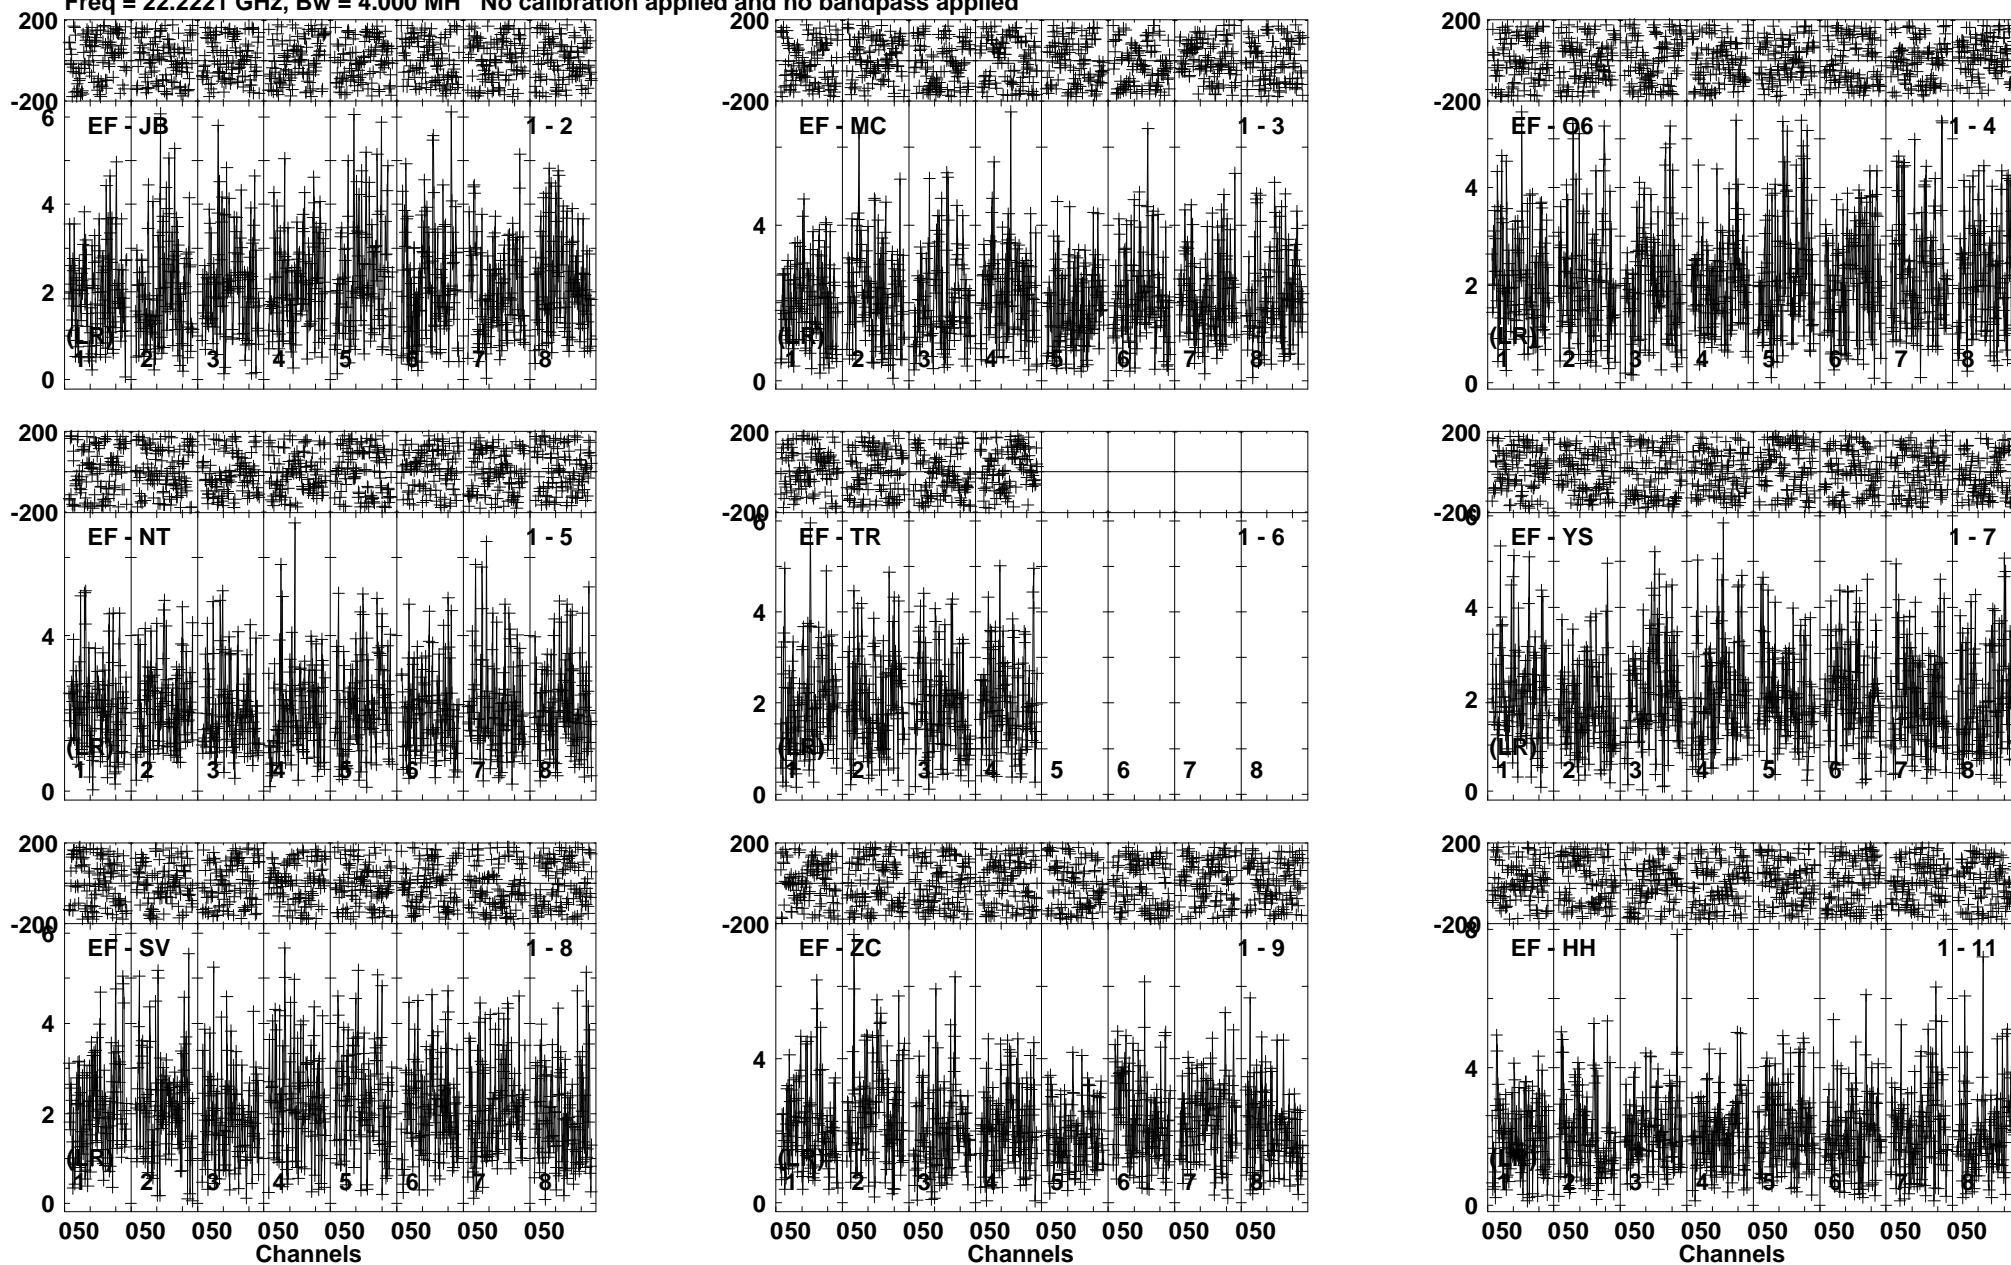 Freq = 22.2221 GHz, Bw = 4.000 MH No calibration applied and no bandpass applied
200
-200
6
4
2
0
EF - JB 1 - 2
(LR)
1 2 3 4 5 6 7 8
200
-200
4
0
EF - MC 1 - 3
(LR)
1 2 3 4 5 6 7 8
200
-200
4
2
0
EF - O6 1 - 4
(LR)
1 2 3 4 5 6 7 8
200
-200
4
0
EF - NT 1 - 5
(LR)
1 2 3 4 5 6 7 8
200
-200
6
4
2
0
EF - TR 1 - 6
(LR)
1 2 3 4 5 6 7 8
200
-200
6
4
2
0
EF - YS 1 - 7
(LR)
1 2 3 4 5 6 7 8
200
-200
6
4
2
0
EF - SV 1 - 8
(LR)
1 2 3 4 5 6 7 8
050 050 050 050 050 050 050 050
Channels
200
-200
4
0
EF - ZC 1 - 9
(LR)
1 2 3 4 5 6 7 8
050 050 050 050 050 050 050 050
Channels
200
-200
8
4
0
EF - HH 1 - 11
(LR)
1 2 3 4 5 6 7 8
050 050 050 050 050 050 050 050
Channels